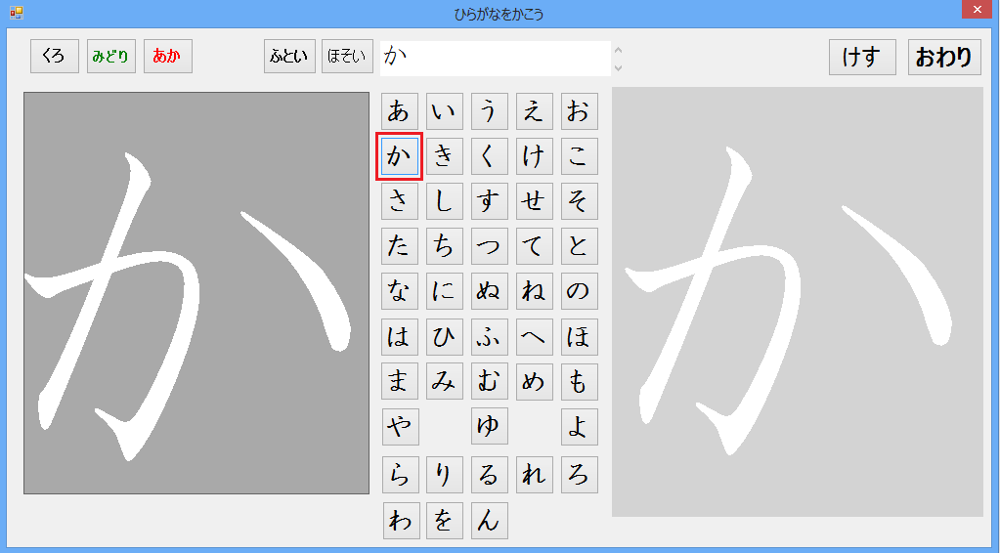 ひらがなをかこう
くろ みどり あか ふとい ほそい か けす おわり
か
あ い う え お
か き く け こ
さ し す せ そ
た ち つ て と
な に ぬ ね の
は ひ ふ へ ほ
ま み む め も
や ゆ よ
ら り る れ ろ
わ を ん
か